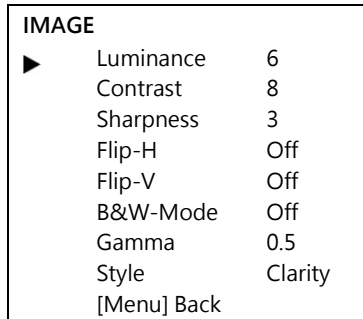 IMAGE
Luminance 6
Contrast 8
Sharpness 3
Flip-H Off
Flip-V Off
B&W-Mode Off
Gamma 0.5
Style Clarity
[Menu] Back